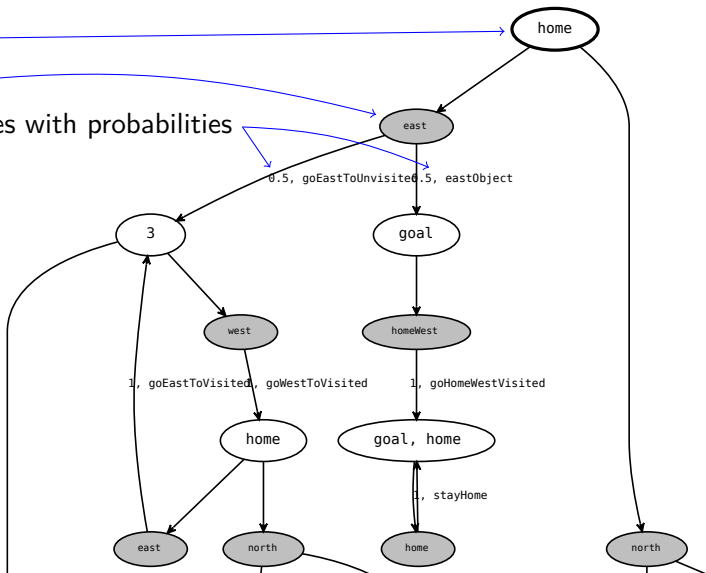 home
east
es with probabilities
0.5, goEastToUnvisited
0.5, eastObject
3
goal
west
homeWest
1, goEastToVisited
1, goWestToVisited
1, goHomeWestVisited
home
goal, home
1, stayHome
east
north
home
north